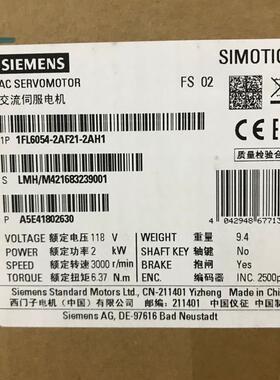 SIEMENS
SIMOTIC
AC SERVOMOTOR
FS 02
交流伺服电机
1P 1FL6054-2AF21-2AH1
CE
S LMH/M421683239001
质量检验合
P A5E41802630
4 042948 67713
VOLTAGE 额定电压 118 V
WEIGHT 重量: 9.4
POWER 额定功率 2 kW
SHAFT KEY 轴键 No
SPEED 额定转速 3000 r/min
BRAKE 抱闸 Yes
TORQUE 额定扭矩 6.37 N.m
ENC. 编码器 INC. 2500p
Siemens Standard Motors Ltd., CN-211401 Yizheng Made in Chi
西门子电机（中国）有限公司 邮编：211401 中国仪征 中国制
Siemens AG, DE-97616 Bad Neustadt